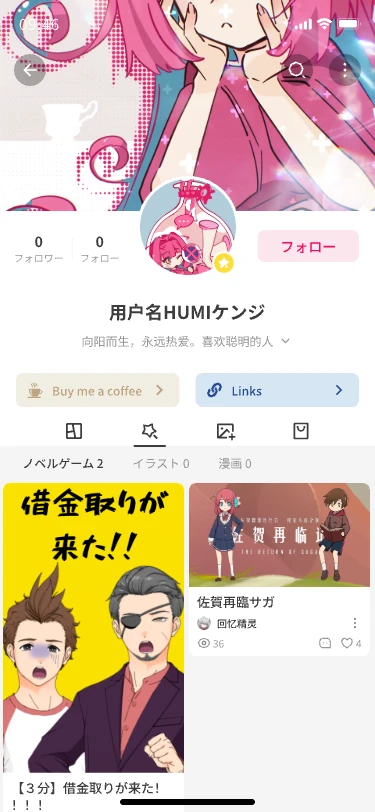 09:46
0
0
フォロワー
フォロー
フォロー
用户名HUMIケンジ
向阳而生，永远热爱。喜欢聪明的人
Buy me a coffee
Links
ノベルゲーム 2
イラスト 0
漫画 0
借金取りが
来た!!
佐賀再临
THE RETURN OF SAGA
佐賀再臨サガ
回忆精灵
36
4
【３分】借金取りが来た！
！！！